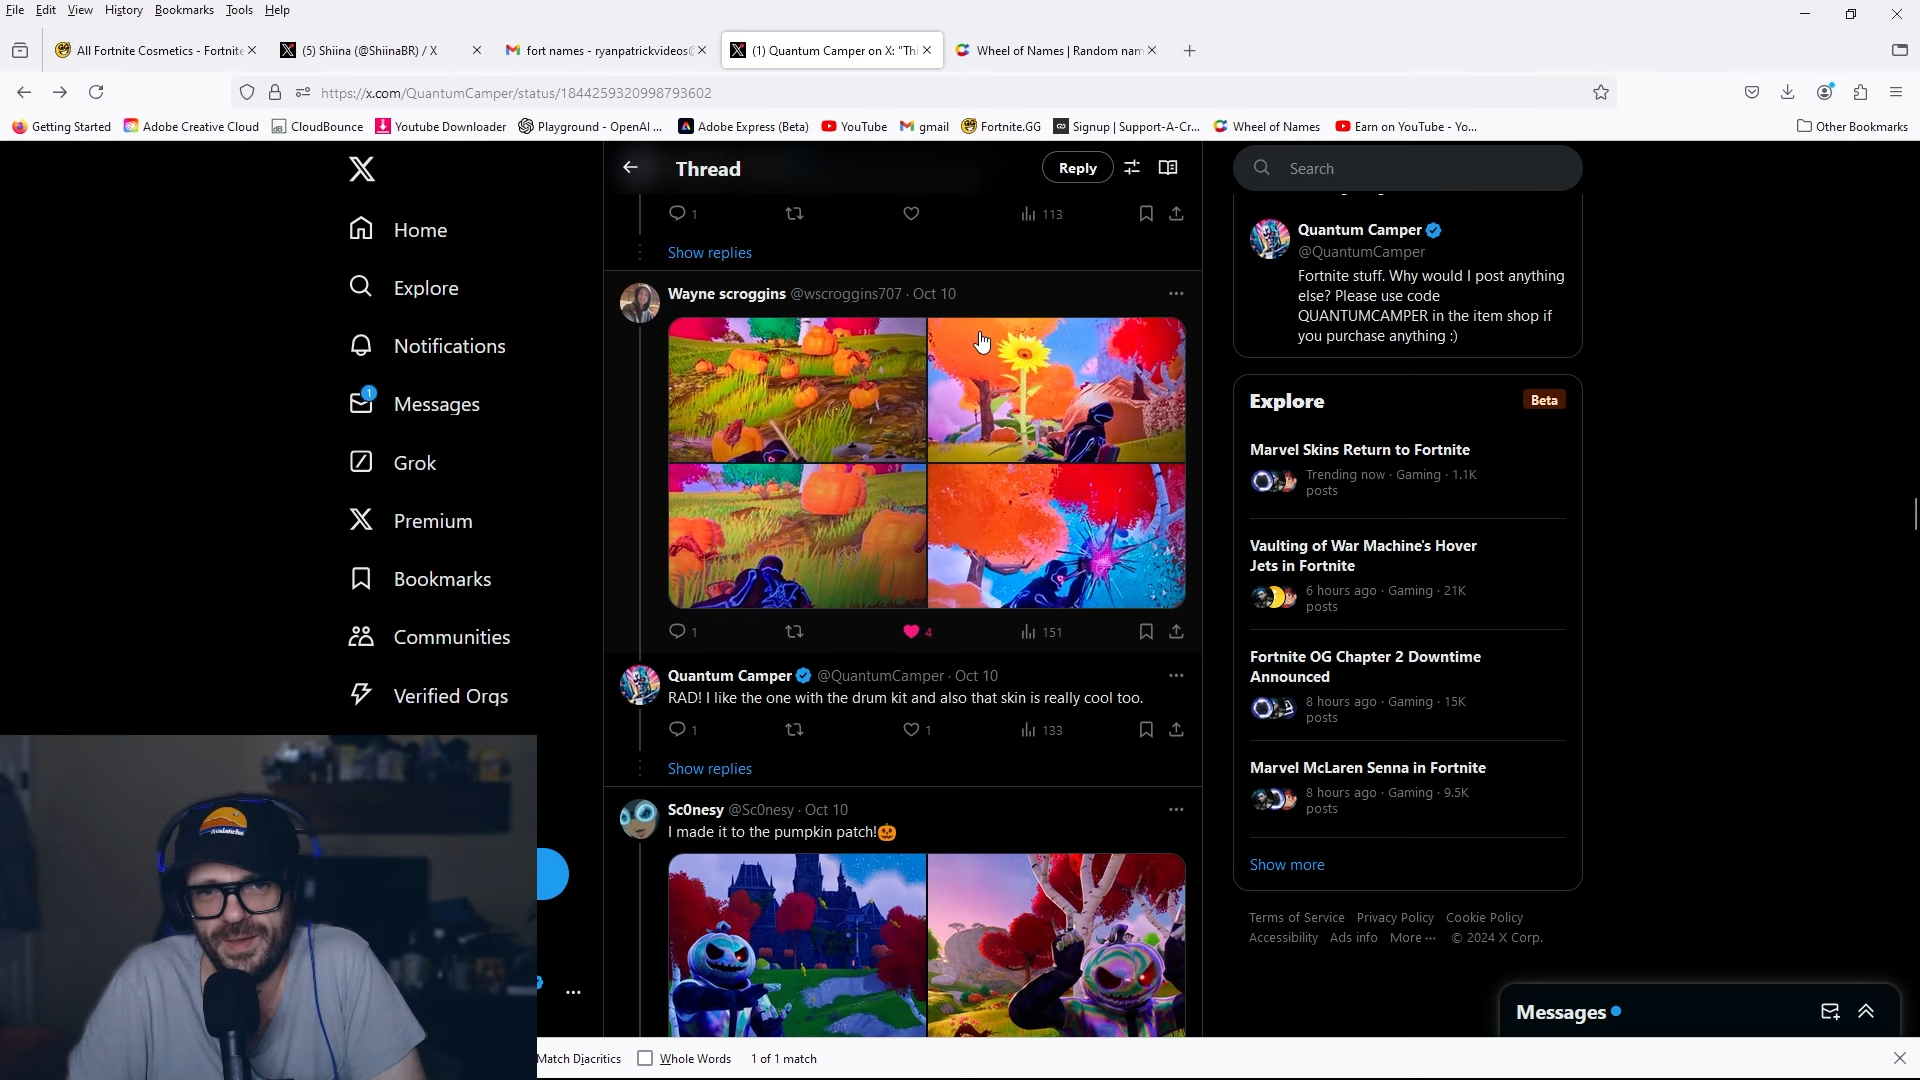 File Edit View History Bookmarks Tools Help
All Fortnite Cosmetics - Fortnite
(5) Shiina (@ShiinaBR) / X
fort names - ryanpatrickvideos@
(1) Quantum Camper on X: "Thi
Wheel of Names | Random nam
https://x.com/QuantumCamper/status/1844259320998793602
Getting Started Adobe Creative Cloud CloudBounce Youtube Downloader Playground - OpenAI ... Adobe Express (Beta) YouTube gmail Fortnite.GG Signup | Support-A-Cr... Wheel of Names Earn on YouTube - Yo... Other Bookmarks
Home
Explore
Notifications
1
Messages
Grok
Premium
Bookmarks
Communities
Verified Orgs
Thread
Reply
1 113
Show replies
Wayne scroggins @wscroggins707 · Oct 10
1 4 151
Quantum Camper @QuantumCamper · Oct 10
RAD! I like the one with the drum kit and also that skin is really cool too.
1 1 133
Show replies
Sc0nesy @Sc0nesy · Oct 10
I made it to the pumpkin patch!🎃
Search
Quantum Camper
@QuantumCamper
Fortnite stuff. Why would I post anything
else? Please use code
QUANTUMCAMPER in the item shop if
you purchase anything :)
Explore
Beta
Marvel Skins Return to Fortnite
Trending now · Gaming · 1.1K
posts
Vaulting of War Machine's Hover
Jets in Fortnite
6 hours ago · Gaming · 21K
posts
Fortnite OG Chapter 2 Downtime
Announced
8 hours ago · Gaming · 15K
posts
Marvel McLaren Senna in Fortnite
8 hours ago · Gaming · 9.5K
posts
Show more
Terms of Service Privacy Policy Cookie Policy
Accessibility Ads info More ··· © 2024 X Corp.
Messages
Avalanche
Match Diacritics Whole Words 1 of 1 match